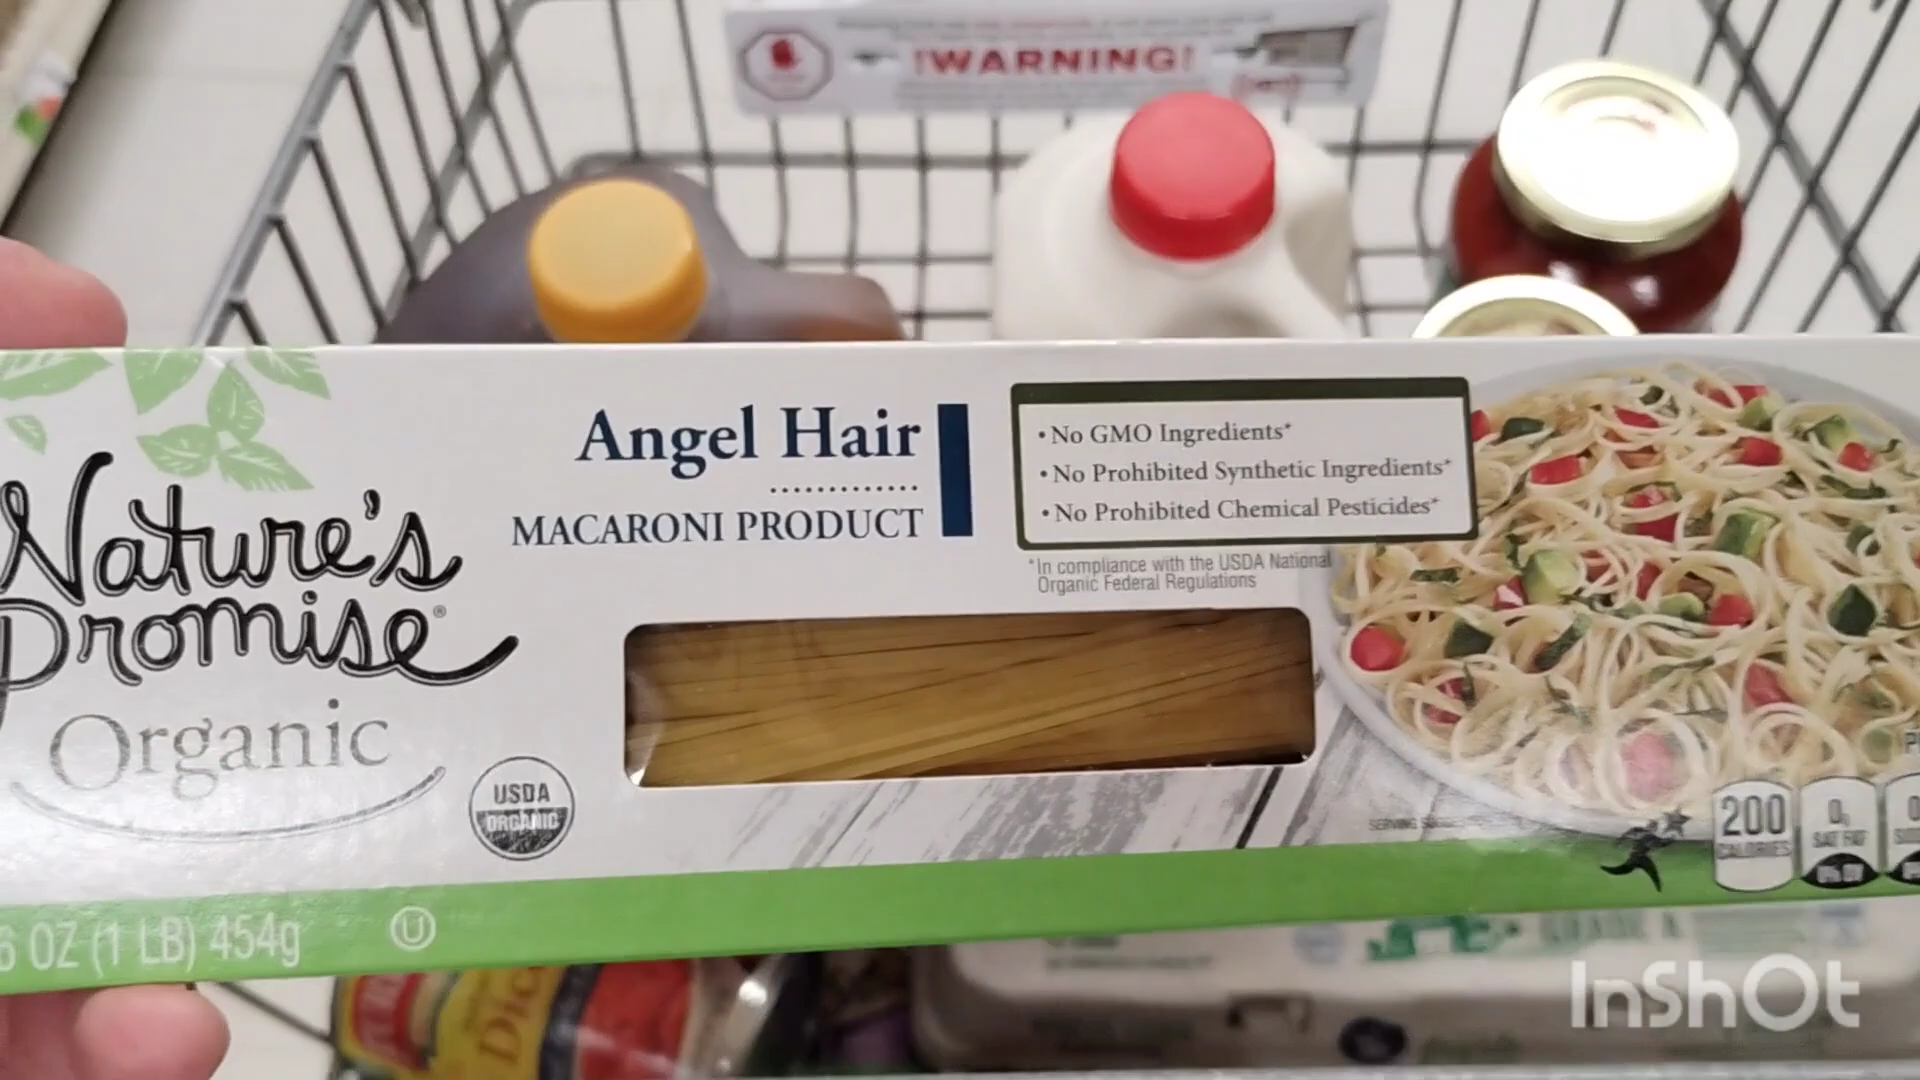 !WARNING!
Angel Hair
MACARONI PRODUCT
• No GMO Ingredients*
• No Prohibited Synthetic Ingredients*
• No Prohibited Chemical Pesticides*
*In compliance with the USDA National
Organic Federal Regulations
Nature's
Promise®
Organic
USDA
ORGANIC
200
CALORIES
0g
SAT FAT
0% DV
6 OZ (1 LB) 454g
U
GRADE A
InShOt